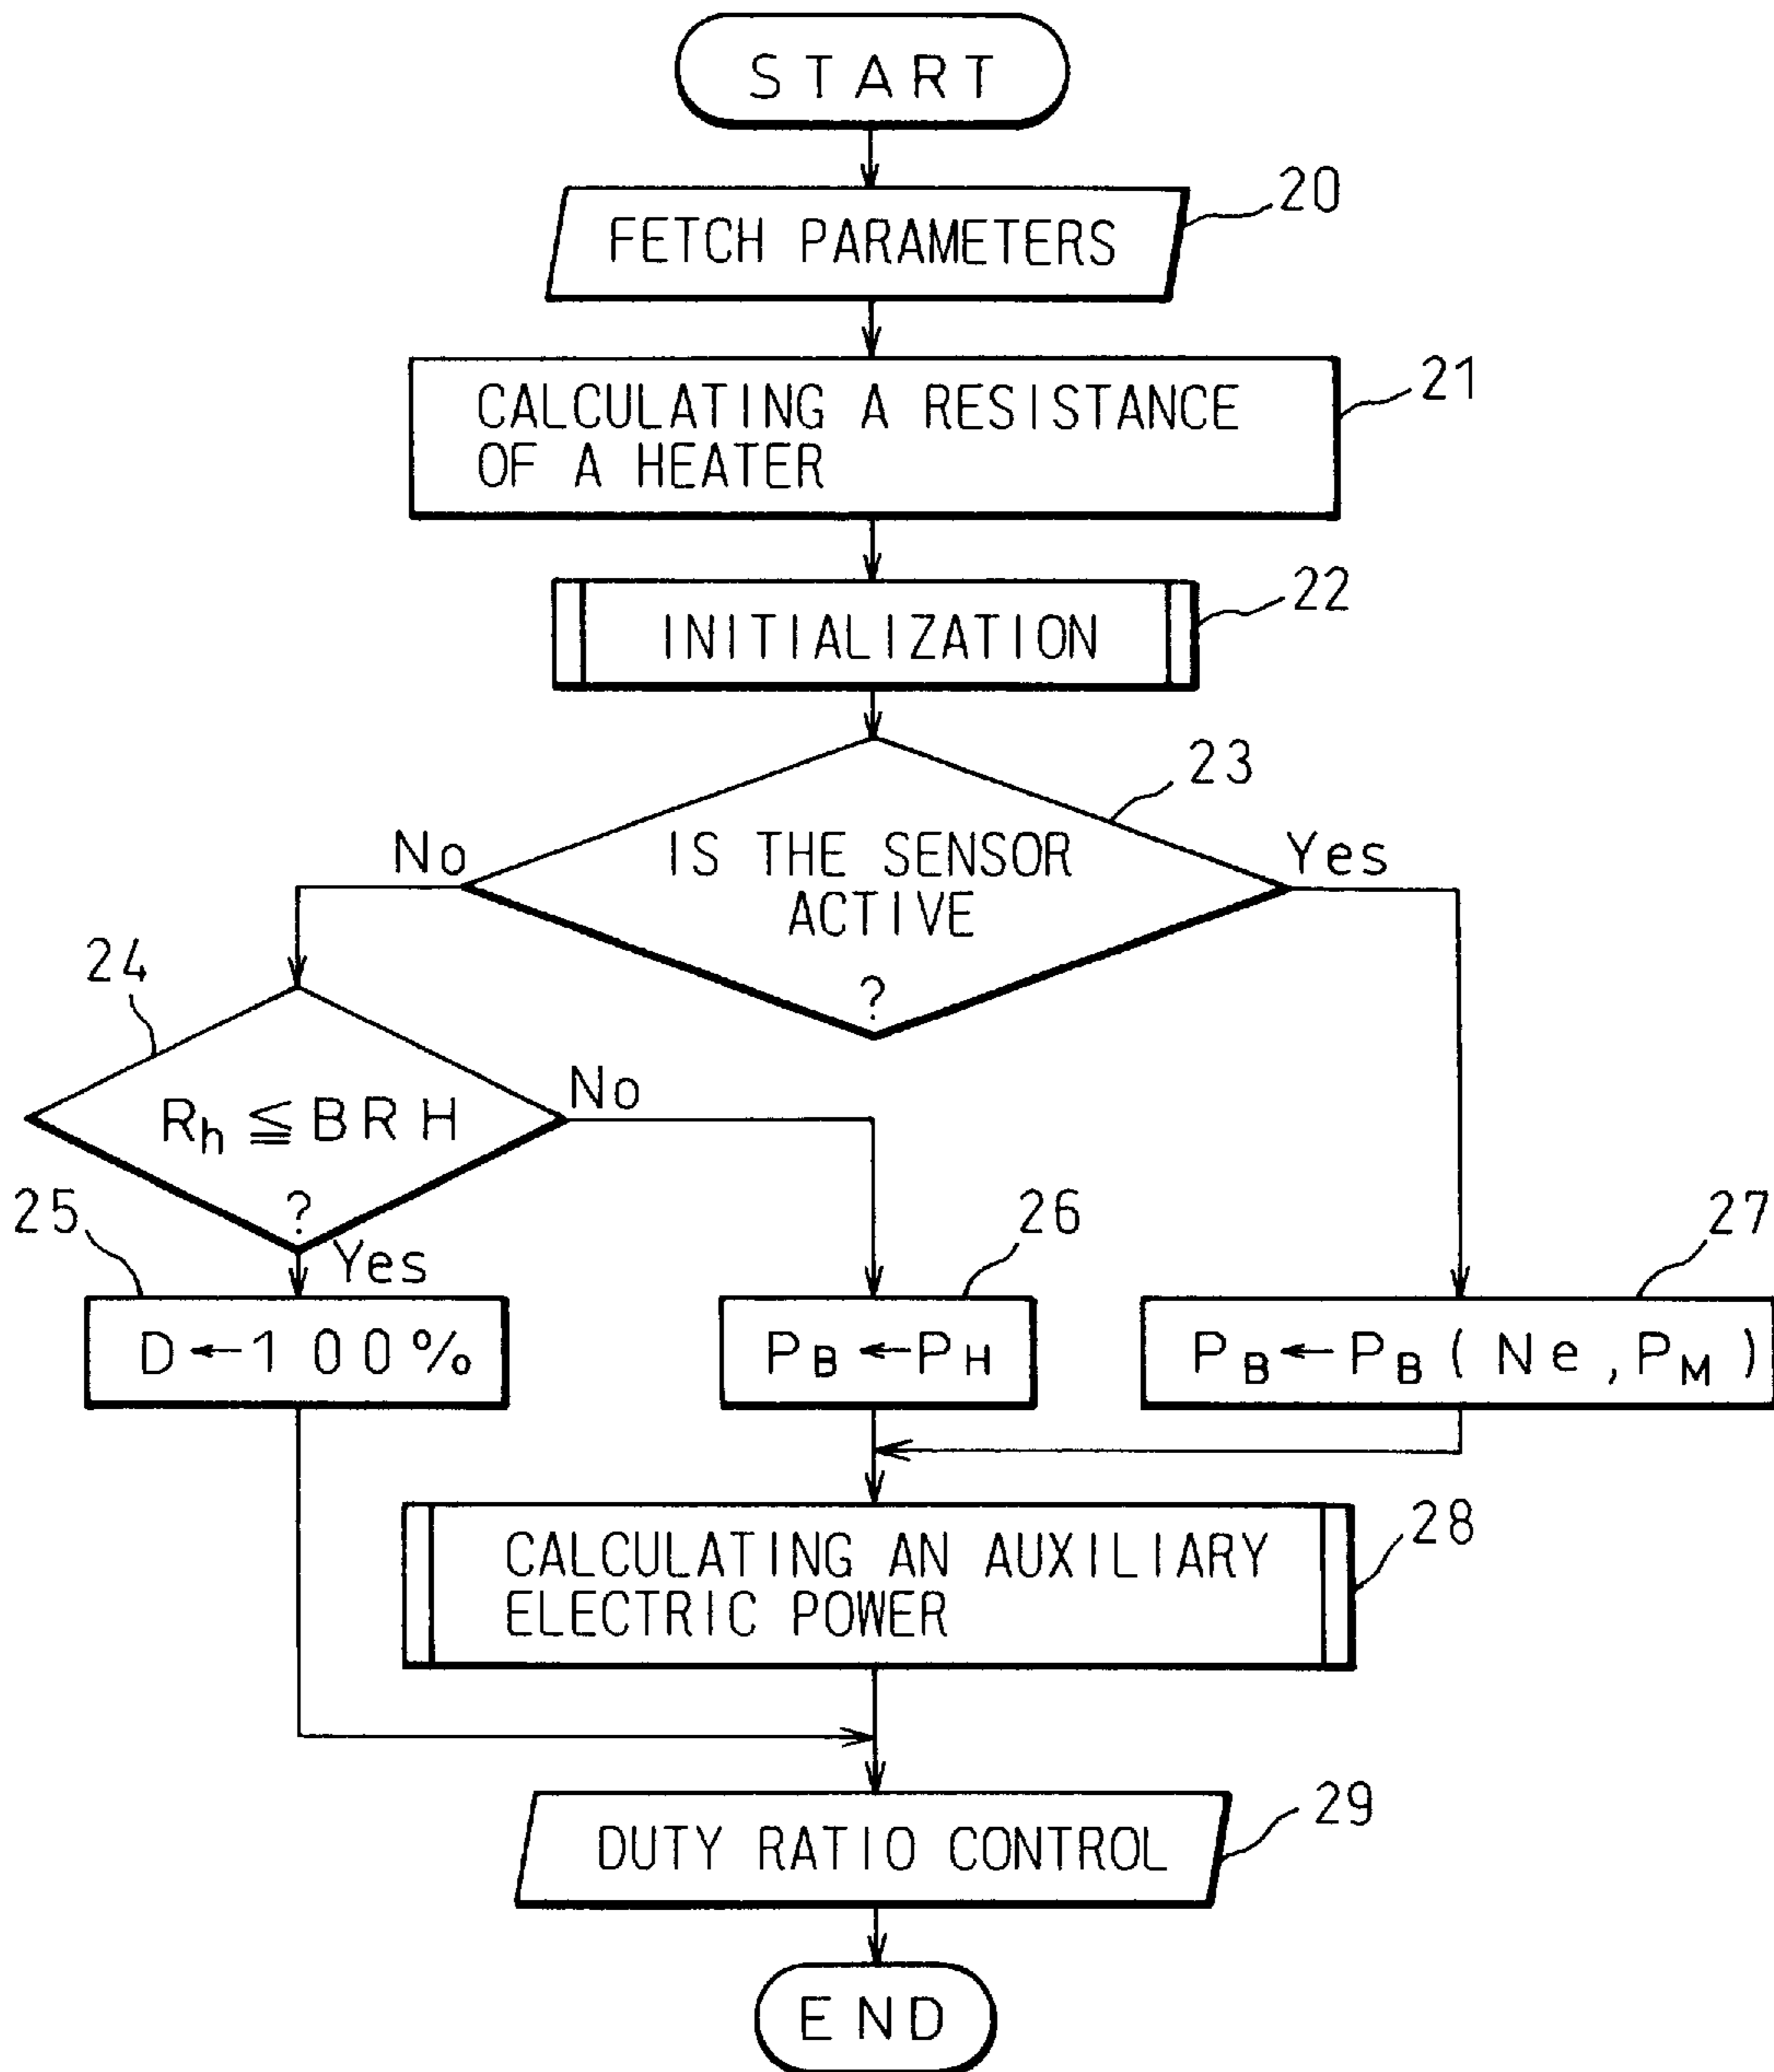 START
20
FETCH PARAMETERS
21
CALCULATING A RESISTANCE
OF A HEATER
22
INITIALIZATION
23
No
IS THE SENSOR
ACTIVE
?
Yes
24
Rh ≦ BRH
?
No
Yes
25
D←100%
26
PB←PH
27
PB←PB(Ne,PM)
28
CALCULATING AN AUXILIARY
ELECTRIC POWER
29
DUTY RATIO CONTROL
END